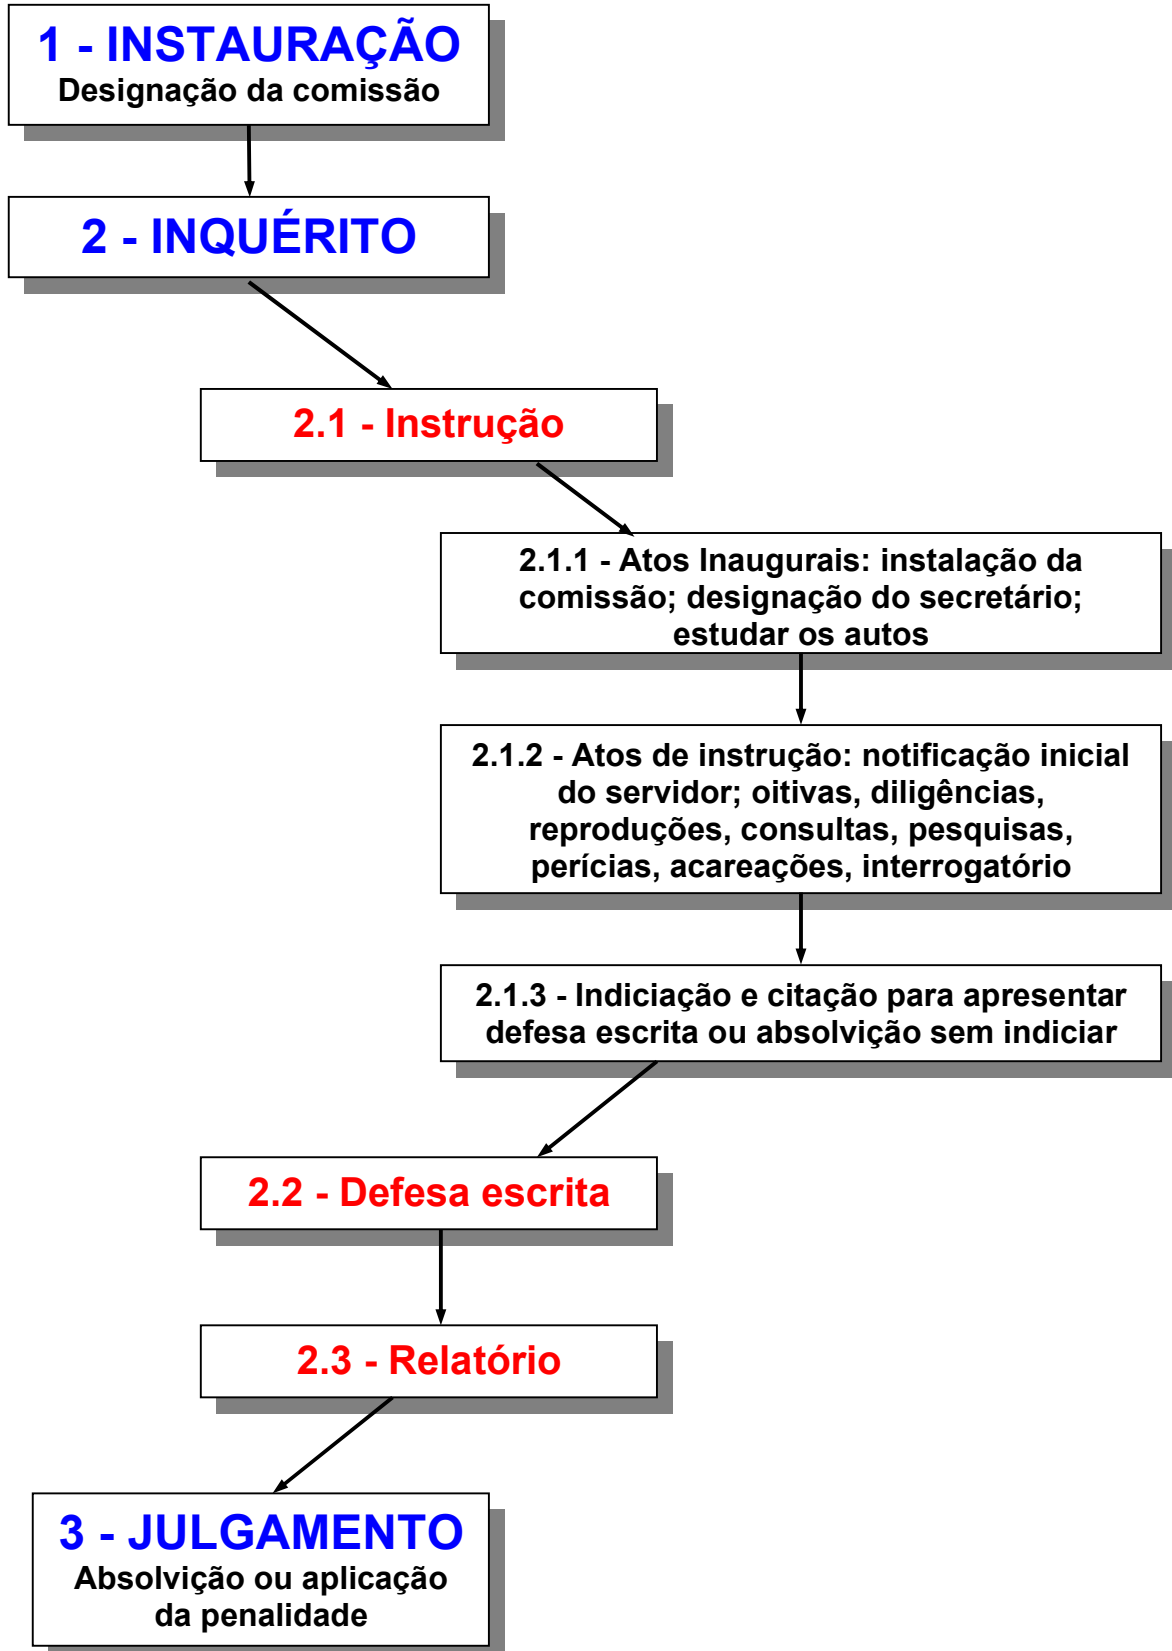 1 - INSTAURAÇÃO
Designação da comissão
2 - INQUÉRITO
2.1 - Instrução
2.1.1 - Atos Inaugurais: instalação da
comissão; designação do secretário;
estudar os autos
2.1.2 - Atos de instrução: notificação inicial
do servidor; oitivas, diligências,
reproduções, consultas, pesquisas,
perícias, acareações, interrogatório
2.1.3 - Indiciação e citação para apresentar
defesa escrita ou absolvição sem indiciar
2.2 - Defesa escrita
2.3 - Relatório
3 - JULGAMENTO
Absolvição ou aplicação
da penalidade